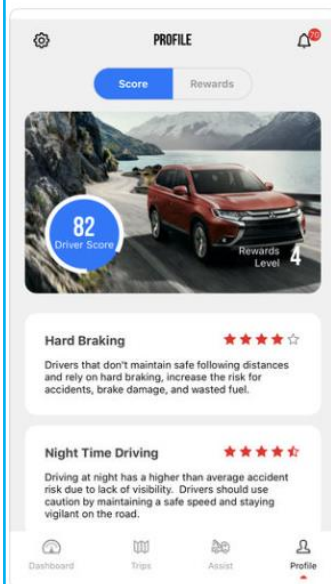 PROFILE
70
Score
Rewards
82
Driver Score
Rewards
Level 4
Hard Braking
Drivers that don't maintain safe following distances
and rely on hard braking, increase the risk for
accidents, brake damage, and wasted fuel.
Night Time Driving
Driving at night has a higher than average accident
risk due to lack of visibility. Drivers should use
caution by maintaining a safe speed and staying
vigilant on the road.
Dashboard
Trips
Assist
Profile